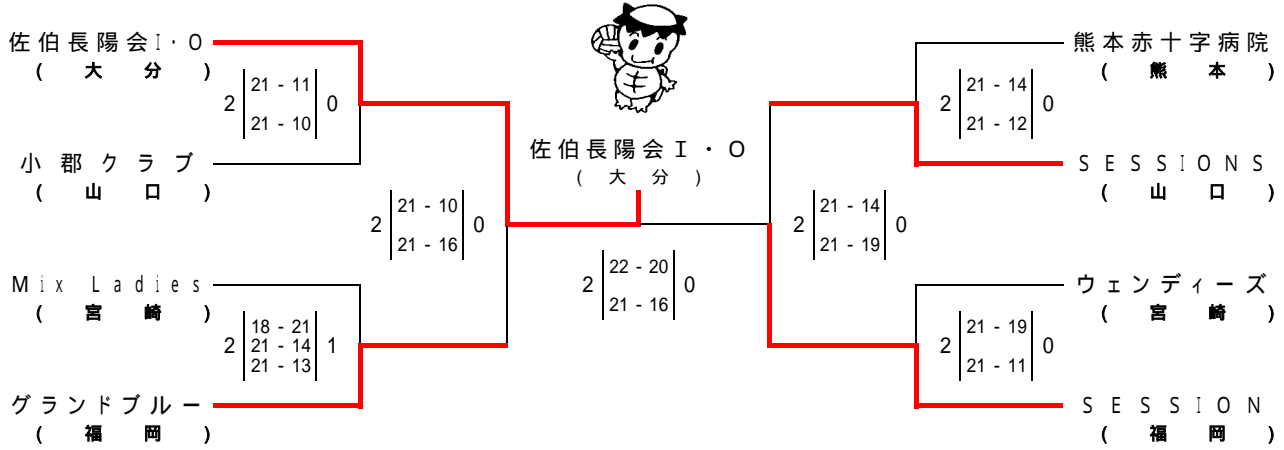 佐伯長陽会I・O
( 大 分 )
2 21 - 11 0
21 - 10
小 郡 ク ラ ブ
( 山 口 )
2 21 - 10 0
21 - 16
Mix Ladies
( 宮 崎 )
18 - 21
2 21 - 14 1
21 - 13
グランドブルー
( 福 岡 )
佐伯長陽会I・O
( 大 分 )
22 - 20
2 0
21 - 16
熊本赤十字病院
( 熊 本 )
2 21 - 14 0
21 - 12
SESSIONS
( 山 口 )
2 21 - 14 0
21 - 19
ウェンディーズ
( 宮 崎 )
2 21 - 19 0
21 - 11
SESSION
( 福 岡 )